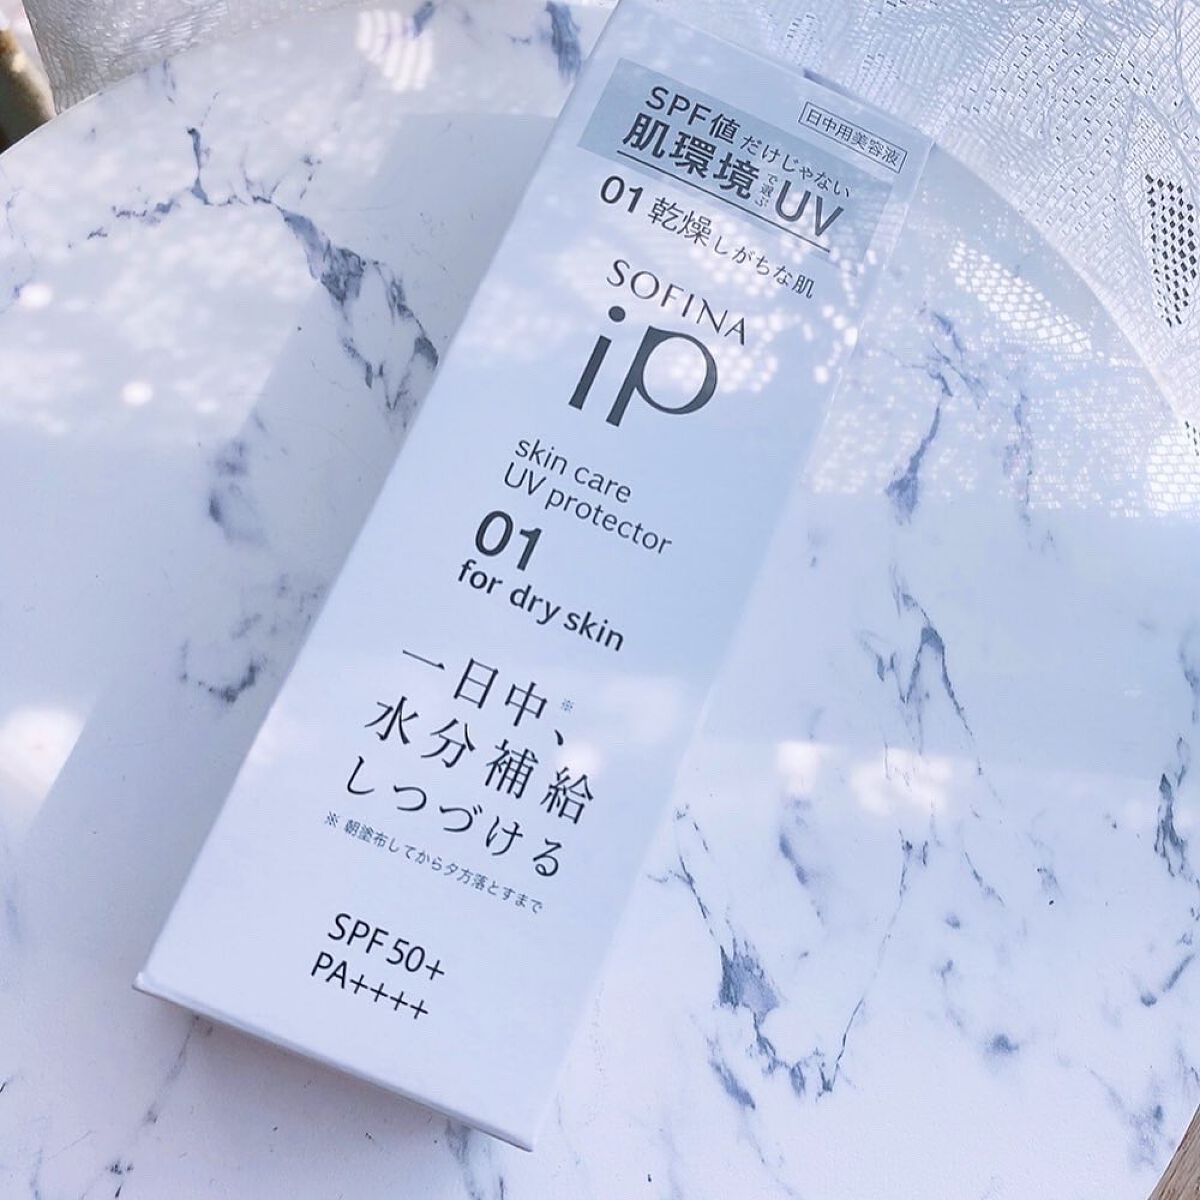 日中用美容液
SPF値だけじゃない
肌環境で選ぶUV
01 乾燥しがちな肌
SOFINA
iP
skin care
UV protector
01
for dry skin
一日中※、
水分補給
しつづける
※ 朝塗布してから夕方落とすまで
SPF 50+
PA++++